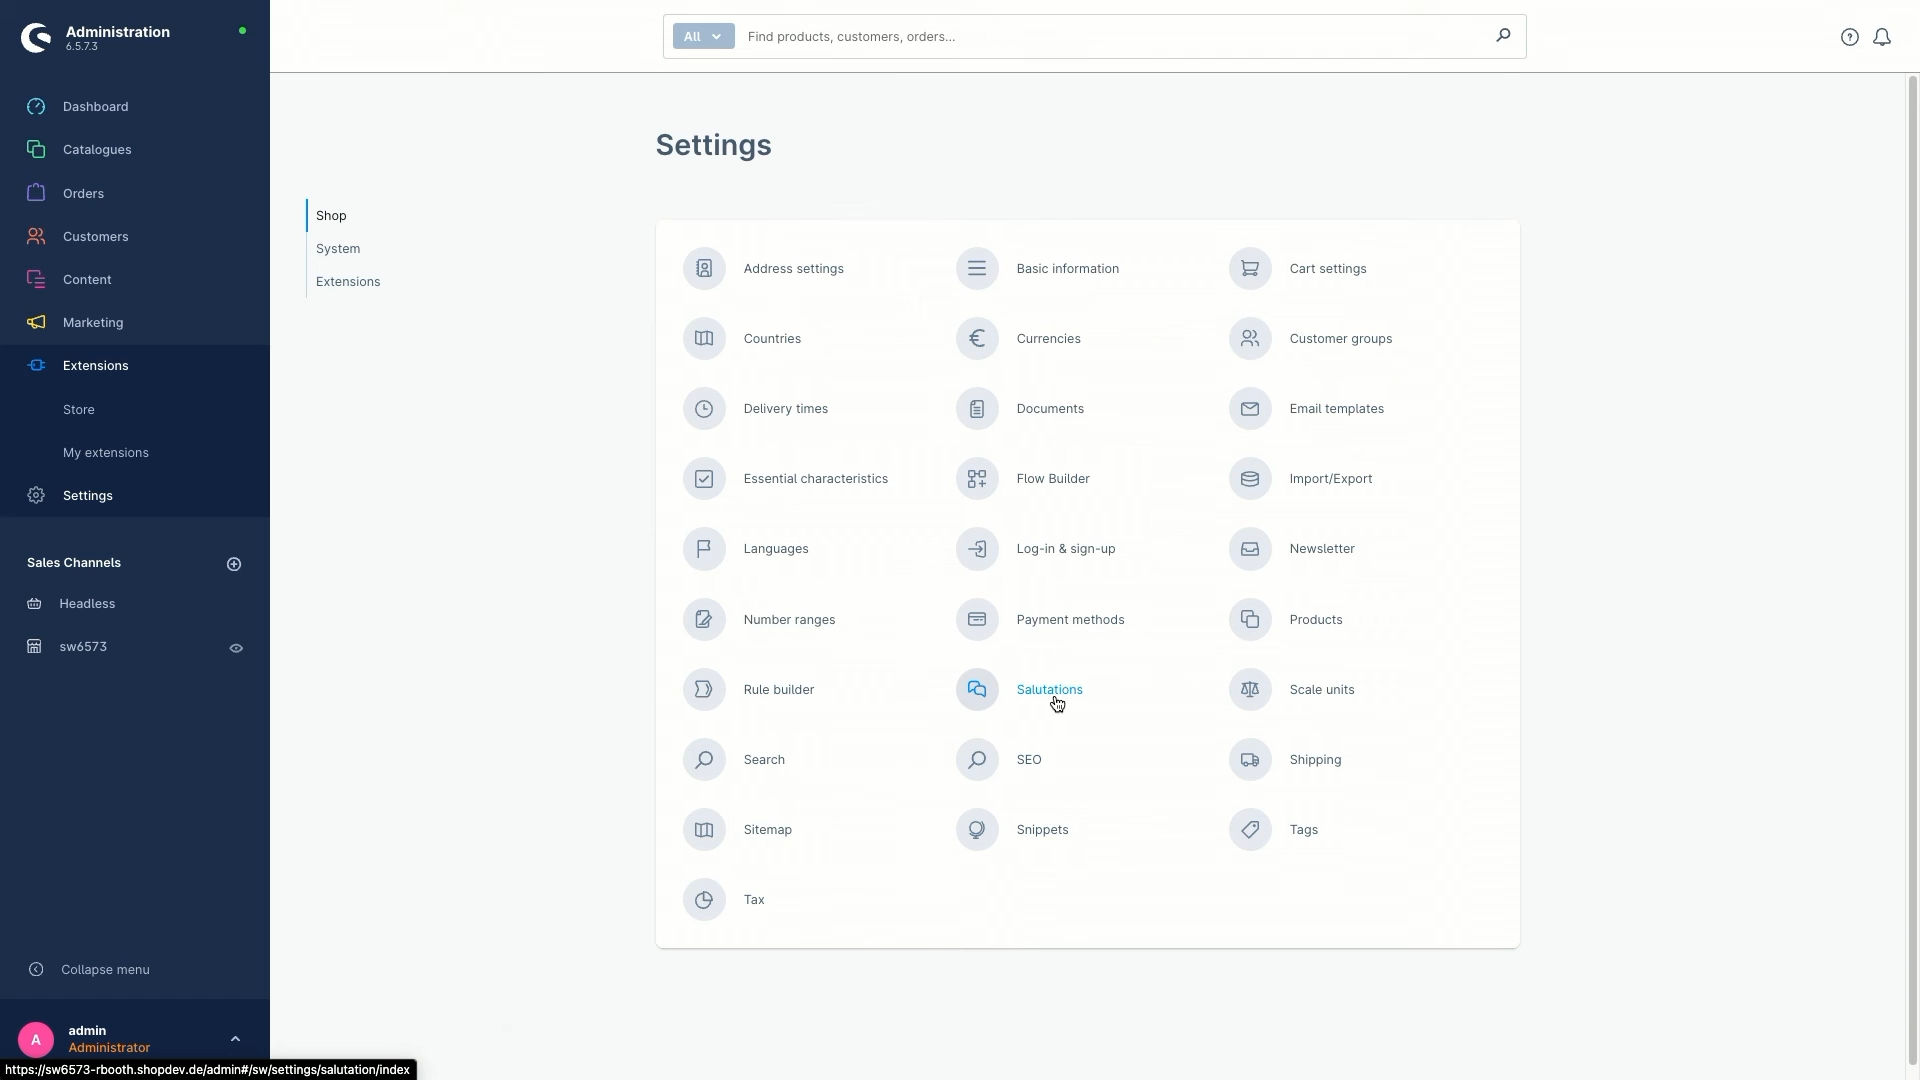 Administration
6.5.7.3
All
Find products, customers, orders...
Dashboard
Catalogues
Orders
Customers
Content
Marketing
Extensions
Store
My extensions
Settings
Sales Channels
Headless
sw6573
Collapse menu
A
admin
Administrator
https://sw6573-rbooth.shopdev.de/admin#/sw/settings/salutation/index
Settings
Shop
System
Extensions
Address settings
Basic information
Cart settings
Countries
Currencies
Customer groups
Delivery times
Documents
Email templates
Essential characteristics
Flow Builder
Import/Export
Languages
Log-in & sign-up
Newsletter
Number ranges
Payment methods
Products
Rule builder
Salutations
Scale units
Search
SEO
Shipping
Sitemap
Snippets
Tags
Tax